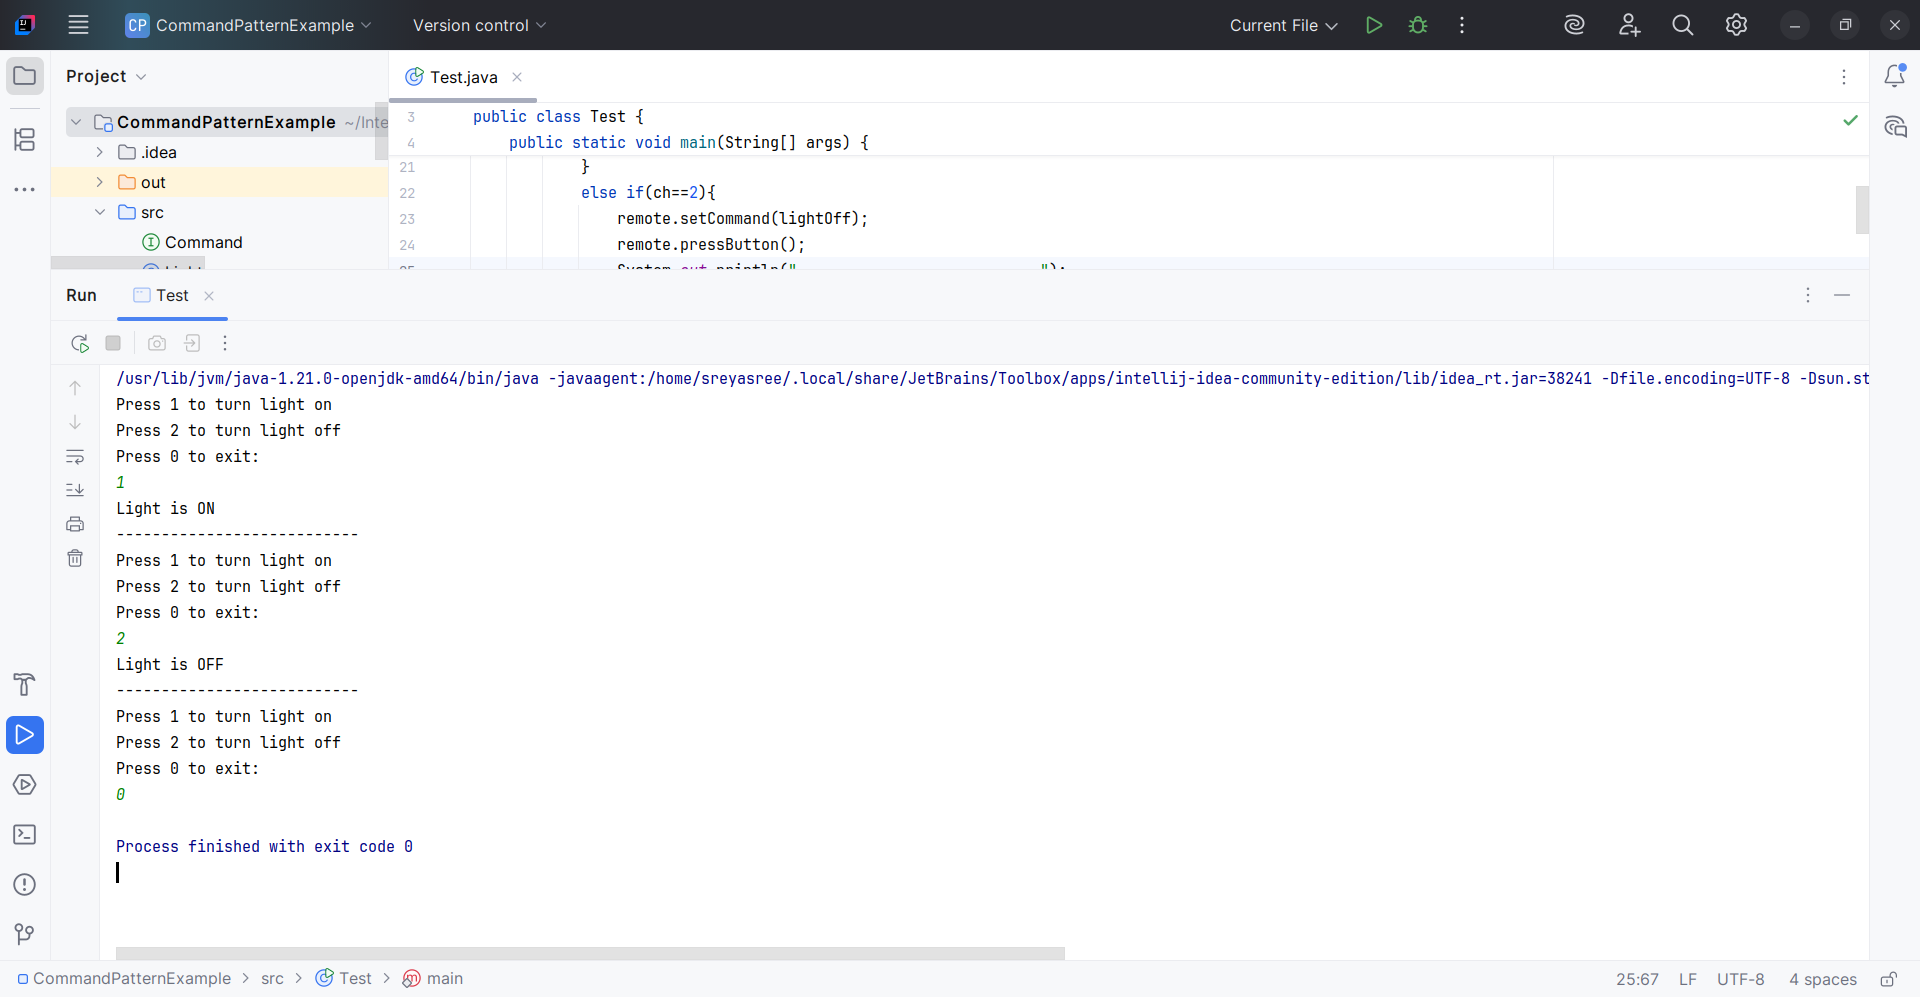 CP CommandPatternExample Version control Current File
Project
Test.java
CommandPatternExample ~/Inte
.idea
out
src
Command
3 public class Test {
4 public static void main(String[] args) {
21 }
22 else if(ch==2){
23 remote.setCommand(lightOff);
24 remote.pressButton();
25 System.out.println("
");
Run Test
/usr/lib/jvm/java-1.21.0-openjdk-amd64/bin/java -javaagent:/home/sreyasree/.local/share/JetBrains/Toolbox/apps/intellij-idea-community-edition/lib/idea_rt.jar=38241 -Dfile.encoding=UTF-8 -Dsun.st
Press 1 to turn light on
Press 2 to turn light off
Press 0 to exit:
1
Light is ON
---------------------------
Press 1 to turn light on
Press 2 to turn light off
Press 0 to exit:
2
Light is OFF
---------------------------
Press 1 to turn light on
Press 2 to turn light off
Press 0 to exit:
0
Process finished with exit code 0
CommandPatternExample > src > Test > main 25:67 LF UTF-8 4 spaces